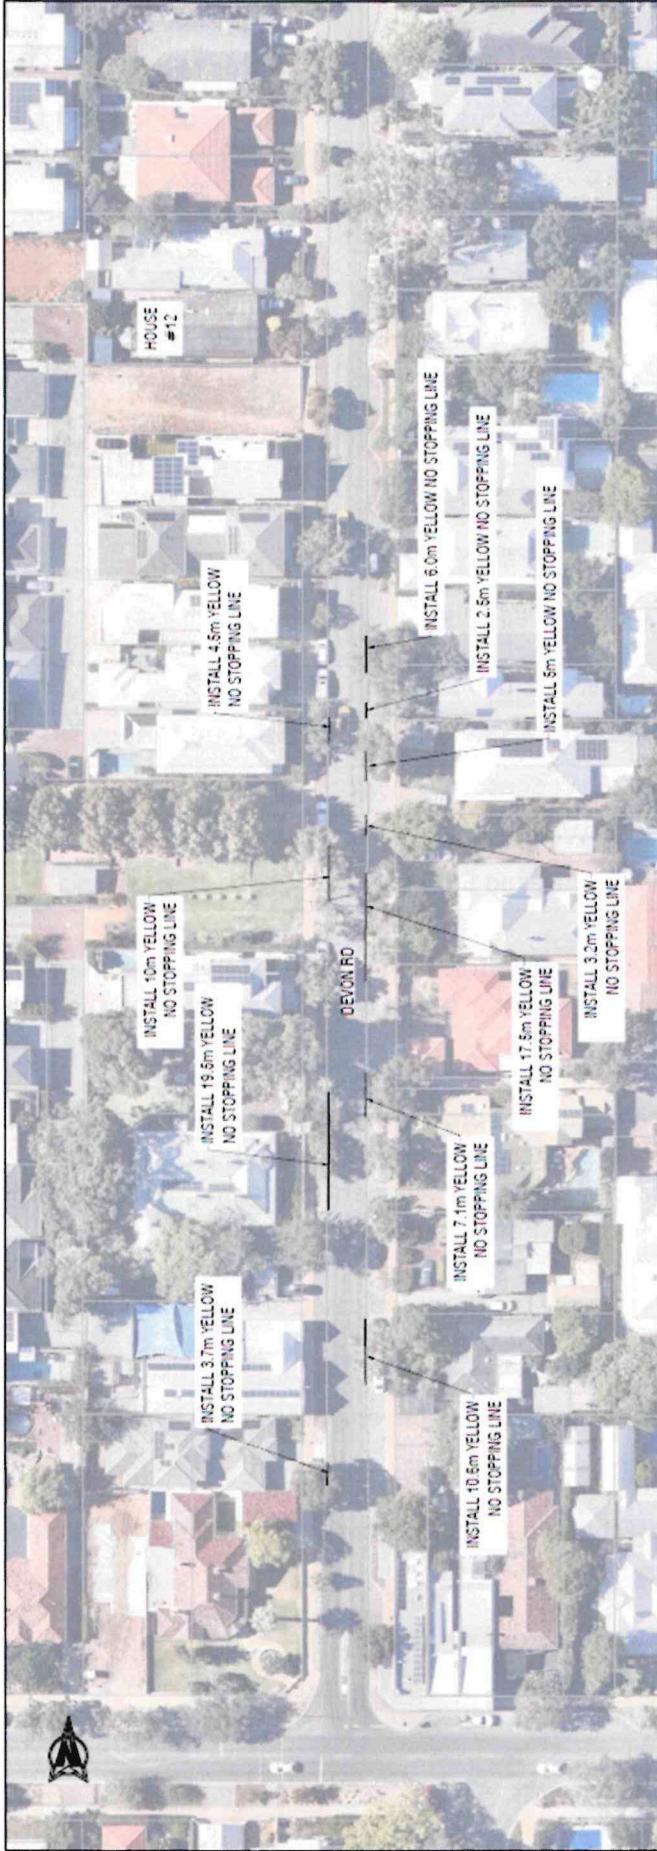 HOUSE
#12
INSTALL 4.5m YELLOW
NO STOPPING LINE
INSTALL 10m YELLOW
NO STOPPING LINE
INSTALL 19.5m YELLOW
NO STOPPING LINE
INSTALL 3.7m YELLOW
NO STOPPING LINE
DEVON RD
INSTALL 6.0m YELLOW NO STOPPING LINE
INSTALL 2.5m YELLOW NO STOPPING LINE
INSTALL 5m YELLOW NO STOPPING LINE
INSTALL 3.2m YELLOW
NO STOPPING LINE
INSTALL 17.5m YELLOW
NO STOPPING LINE
INSTALL 7.1m YELLOW
NO STOPPING LINE
INSTALL 10.6m YELLOW
NO STOPPING LINE
N